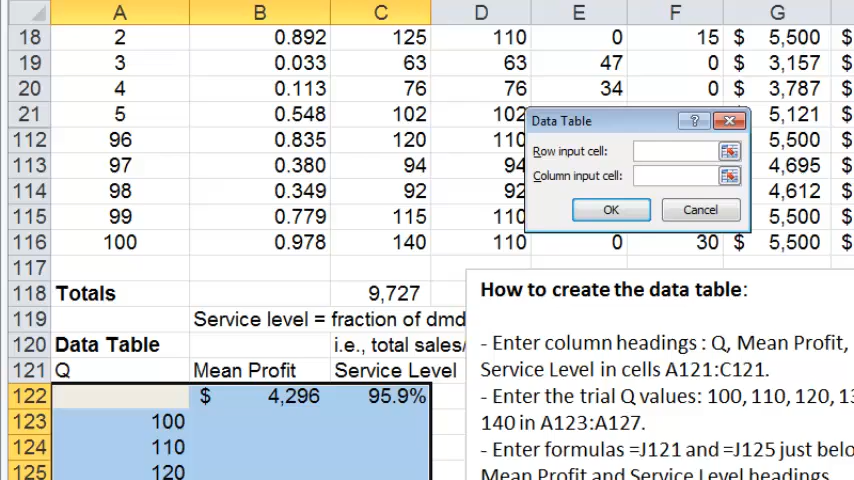 A B C D E F G
18 2 0.892 125 110 0 15 $ 5,500 $
19 3 0.033 63 63 47 0 $ 3,157 $
20 4 0.113 76 76 34 0 $ 3,787 $
21 5 0.548 102 102 5,121 $
112 96 0.835 120 110 5,500 $
113 97 0.380 94 94 4,695 $
114 98 0.349 92 92 4,612 $
115 99 0.779 115 110 5,500 $
116 100 0.978 140 110 0 30 $ 5,500 $
Data Table
?
Row input cell:
Column input cell:
OK Cancel
117
118 Totals 9,727
119 Service level = fraction of dmd
120 Data Table i.e., total sales/
121 Q Mean Profit Service Level
122 $ 4,296 95.9%
123 100
124 110
125 120
How to create the data table:
- Enter column headings : Q, Mean Profit,
Service Level in cells A121:C121.
- Enter the trial Q values: 100, 110, 120, 13
140 in A123:A127.
- Enter formulas =J121 and =J125 just belo
Mean Profit and Service Level headings